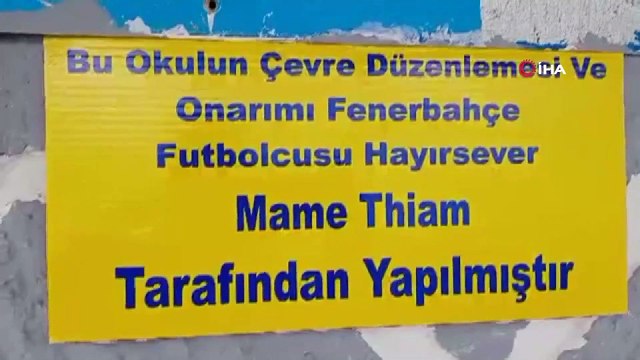 İHA
Bu Okulun Çevre Düzenlemesi Ve
Onarımı Fenerbahçe
Futbolcusu Hayırsever
Mame Thiam
Tarafından Yapılmıştır